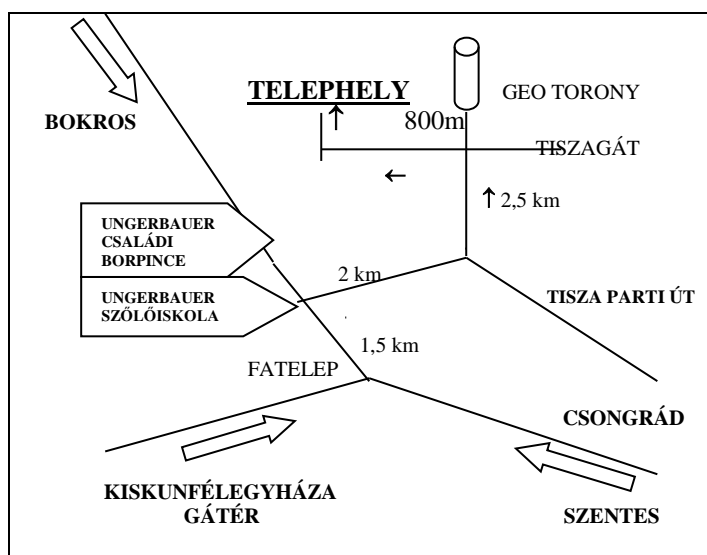 TELEPHELY
GEO TORONY
BOKROS
800m
TISZAGÁT
2,5 km
UNGERBAUER
CSALÁDI
BORPINCE
2 km
UNGERBAUER
SZŐLŐISKOLA
TISZA PARTI ÚT
1,5 km
FATELEP
CSONGRÁD
KISKUNFÉLEGYHÁZA
GÁTÉR
SZENTES